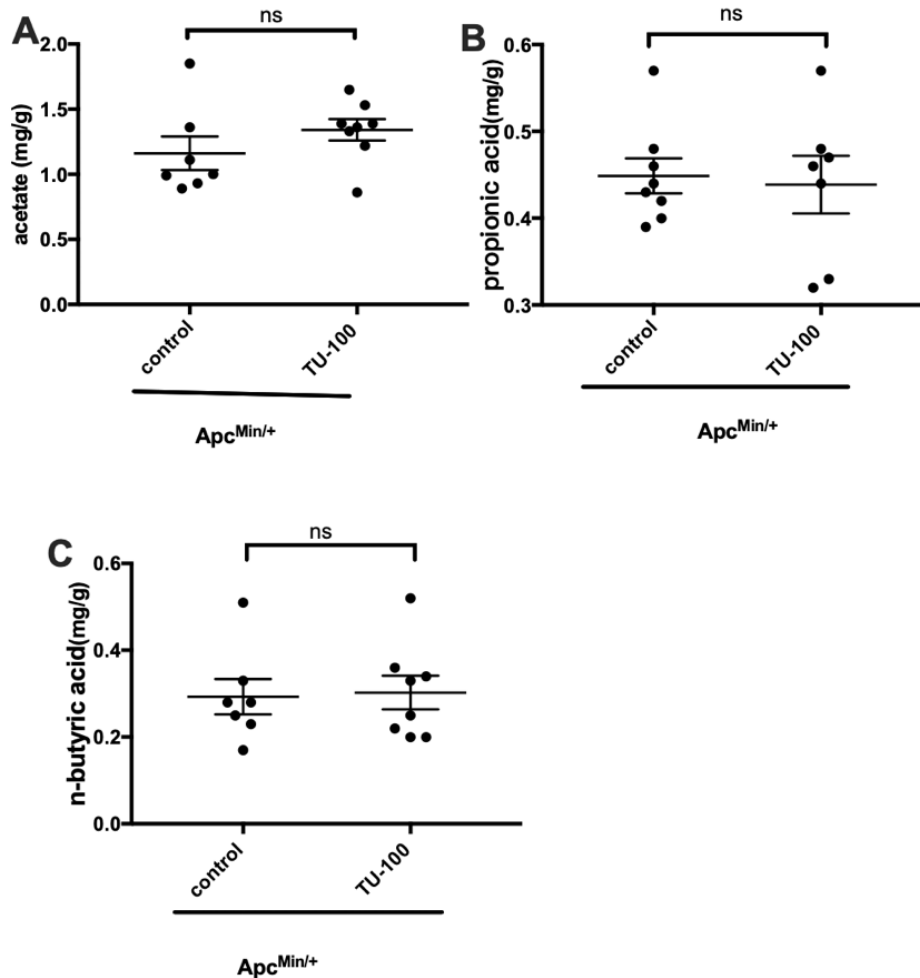 A
ns
acetate (mg/g)
2.0
1.5
1.0
0.5
0.0
control
TU-100
Apc^Min/+
B
ns
propionic acid(mg/g)
0.6
0.5
0.4
0.3
control
TU-100
Apc^Min/+
C
ns
n-butyric acid(mg/g)
0.6
0.4
0.2
0.0
control
TU-100
Apc^Min/+